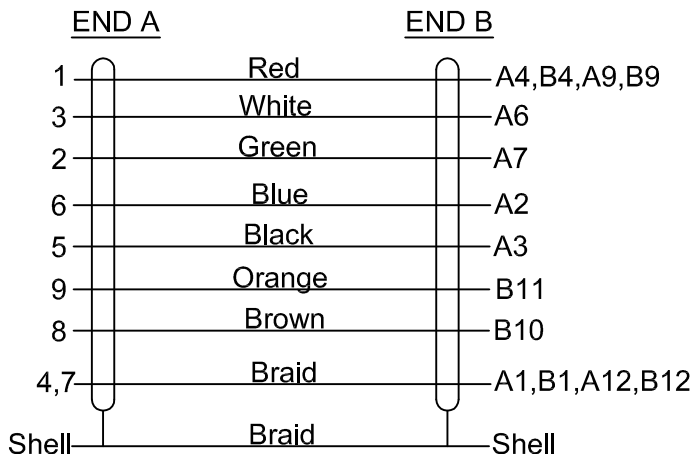 END A END B
1 Red A4,B4,A9,B9
3 White A6
2 Green A7
6 Blue A2
5 Black A3
9 Orange B11
8 Brown B10
4,7 Braid A1,B1,A12,B12
Shell Braid Shell